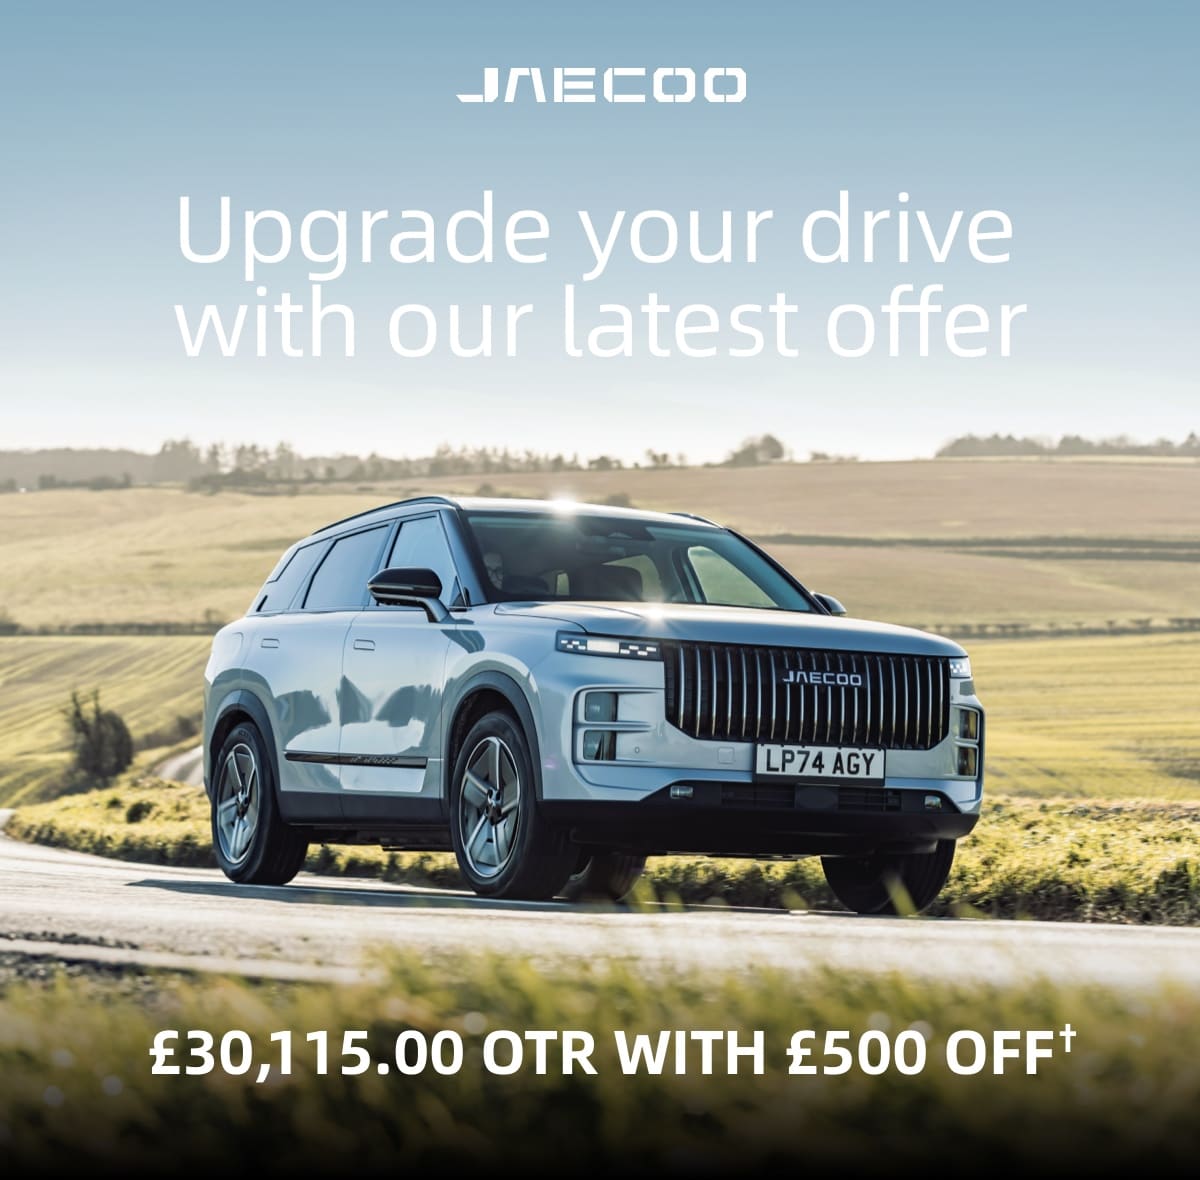 JAECOO
Upgrade your drive
with our latest offer
JAECOO
LP74 AGY
£30,115.00 OTR WITH £500 OFF†